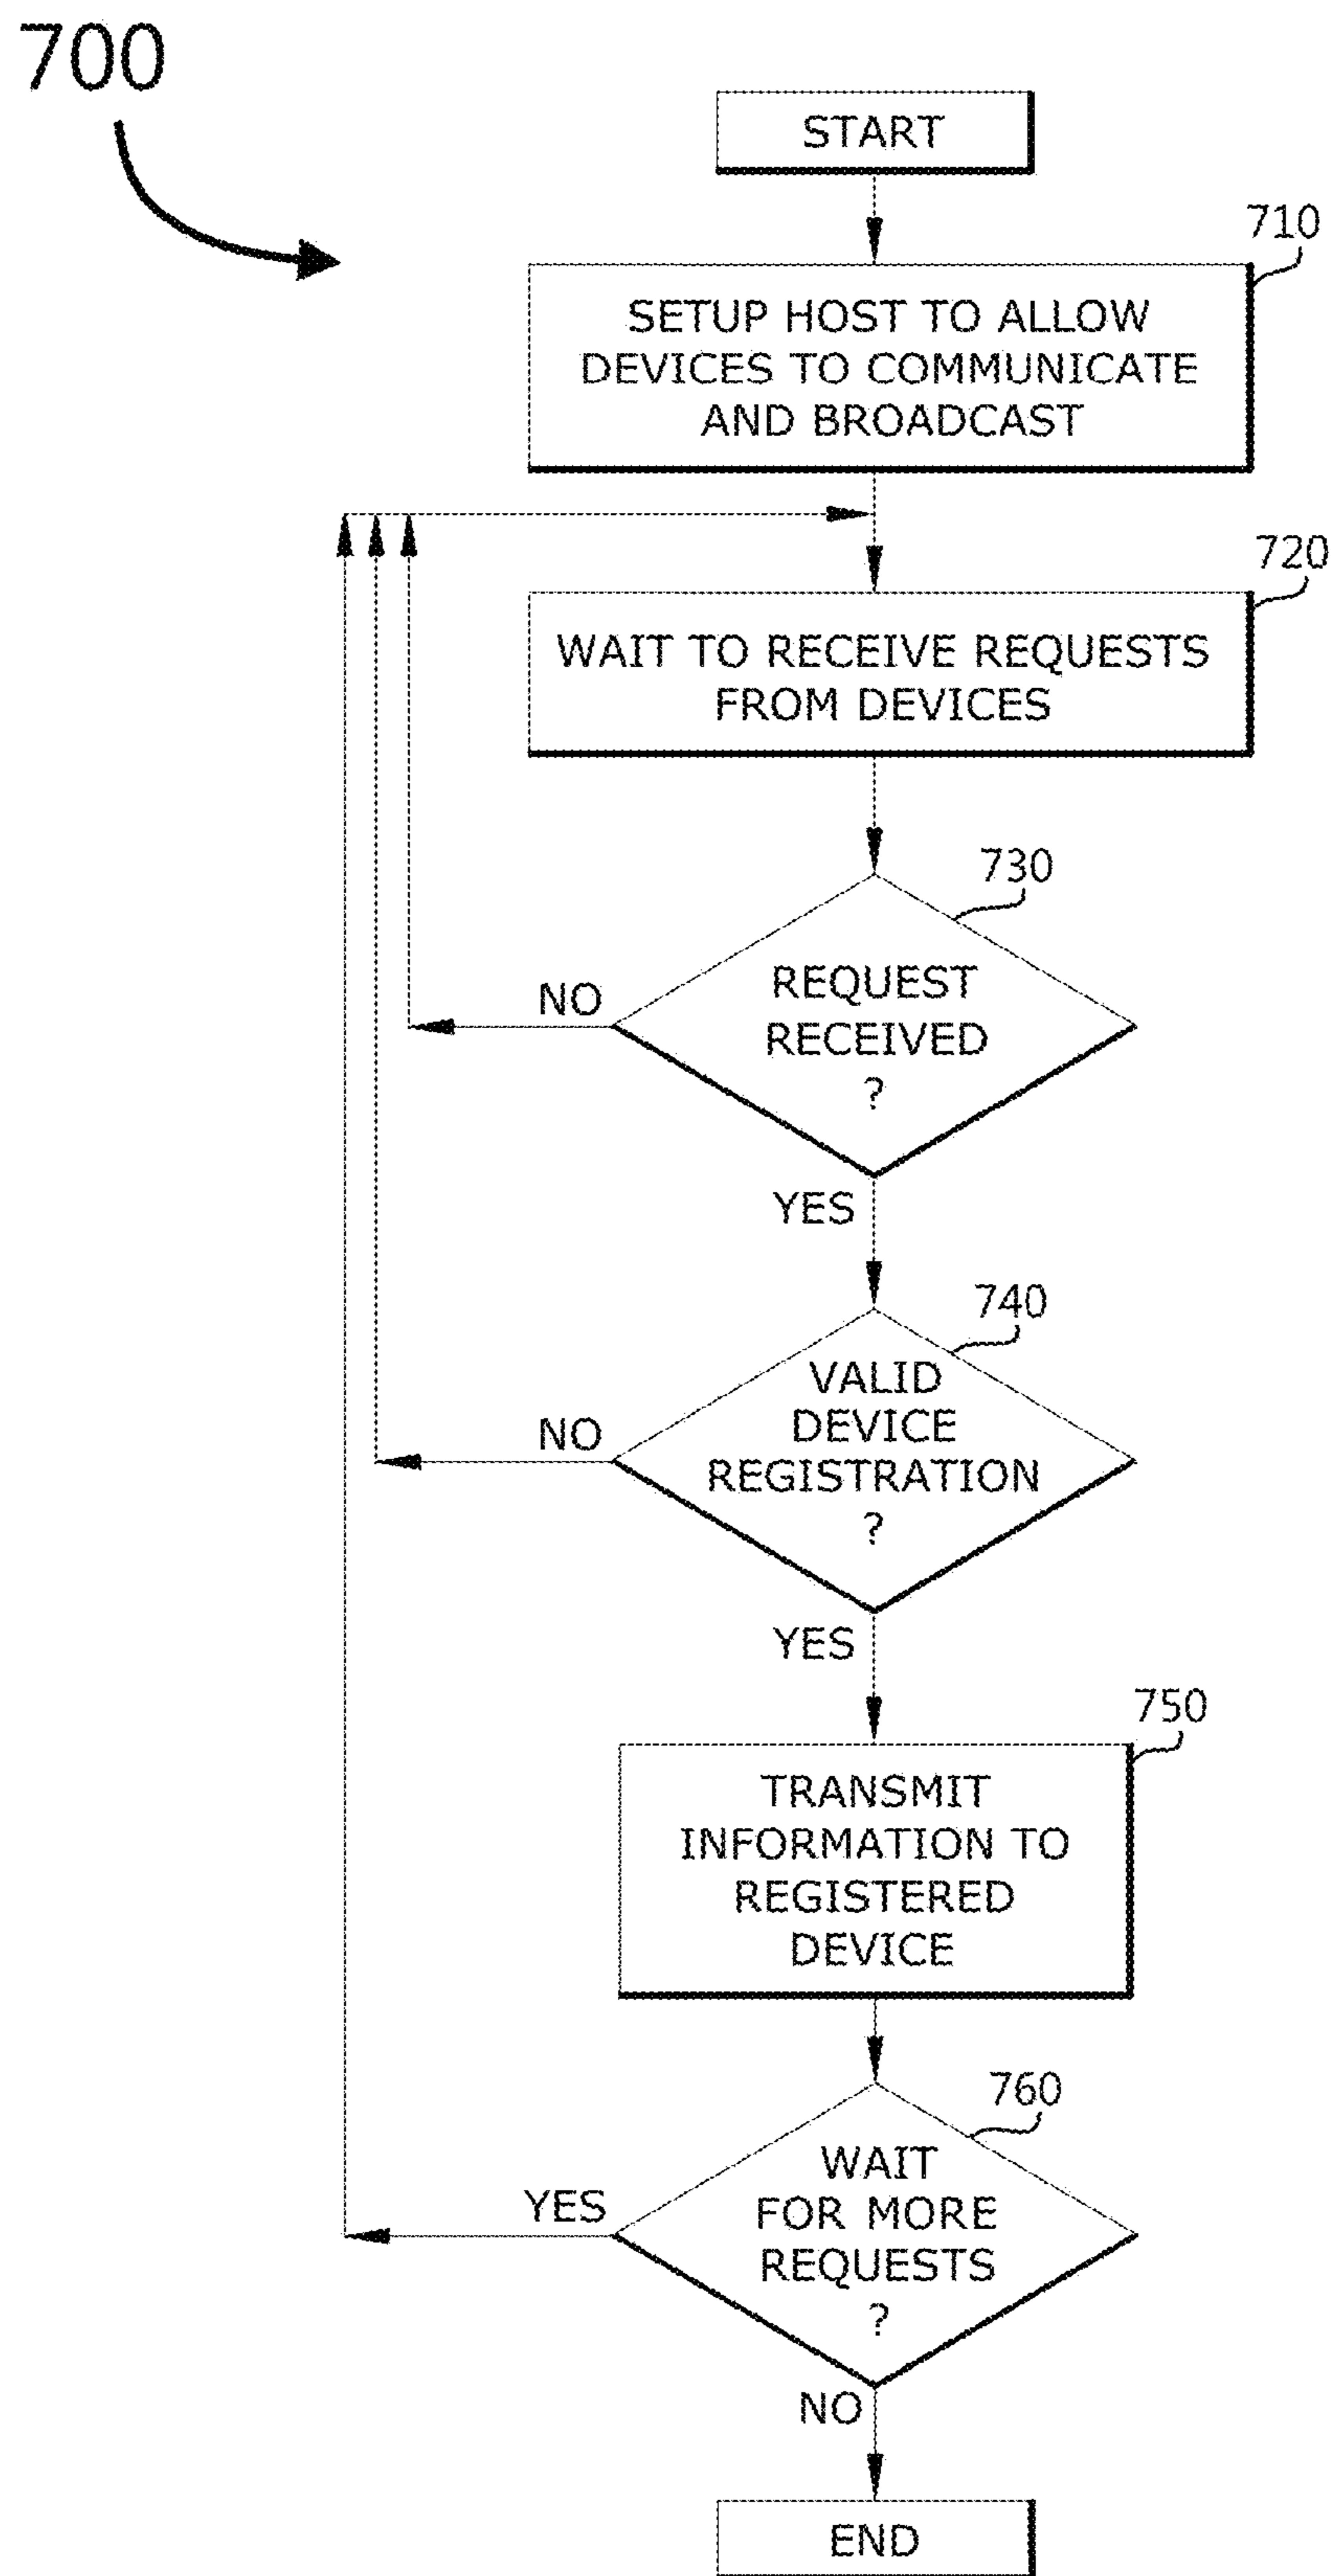 700
START
710
SETUP HOST TO ALLOW
DEVICES TO COMMUNICATE
AND BROADCAST
720
WAIT TO RECEIVE REQUESTS
FROM DEVICES
730
REQUEST
RECEIVED
?
NO
YES
740
VALID
DEVICE
REGISTRATION
?
NO
YES
750
TRANSMIT
INFORMATION TO
REGISTERED
DEVICE
760
WAIT
FOR MORE
REQUESTS
?
YES
NO
END